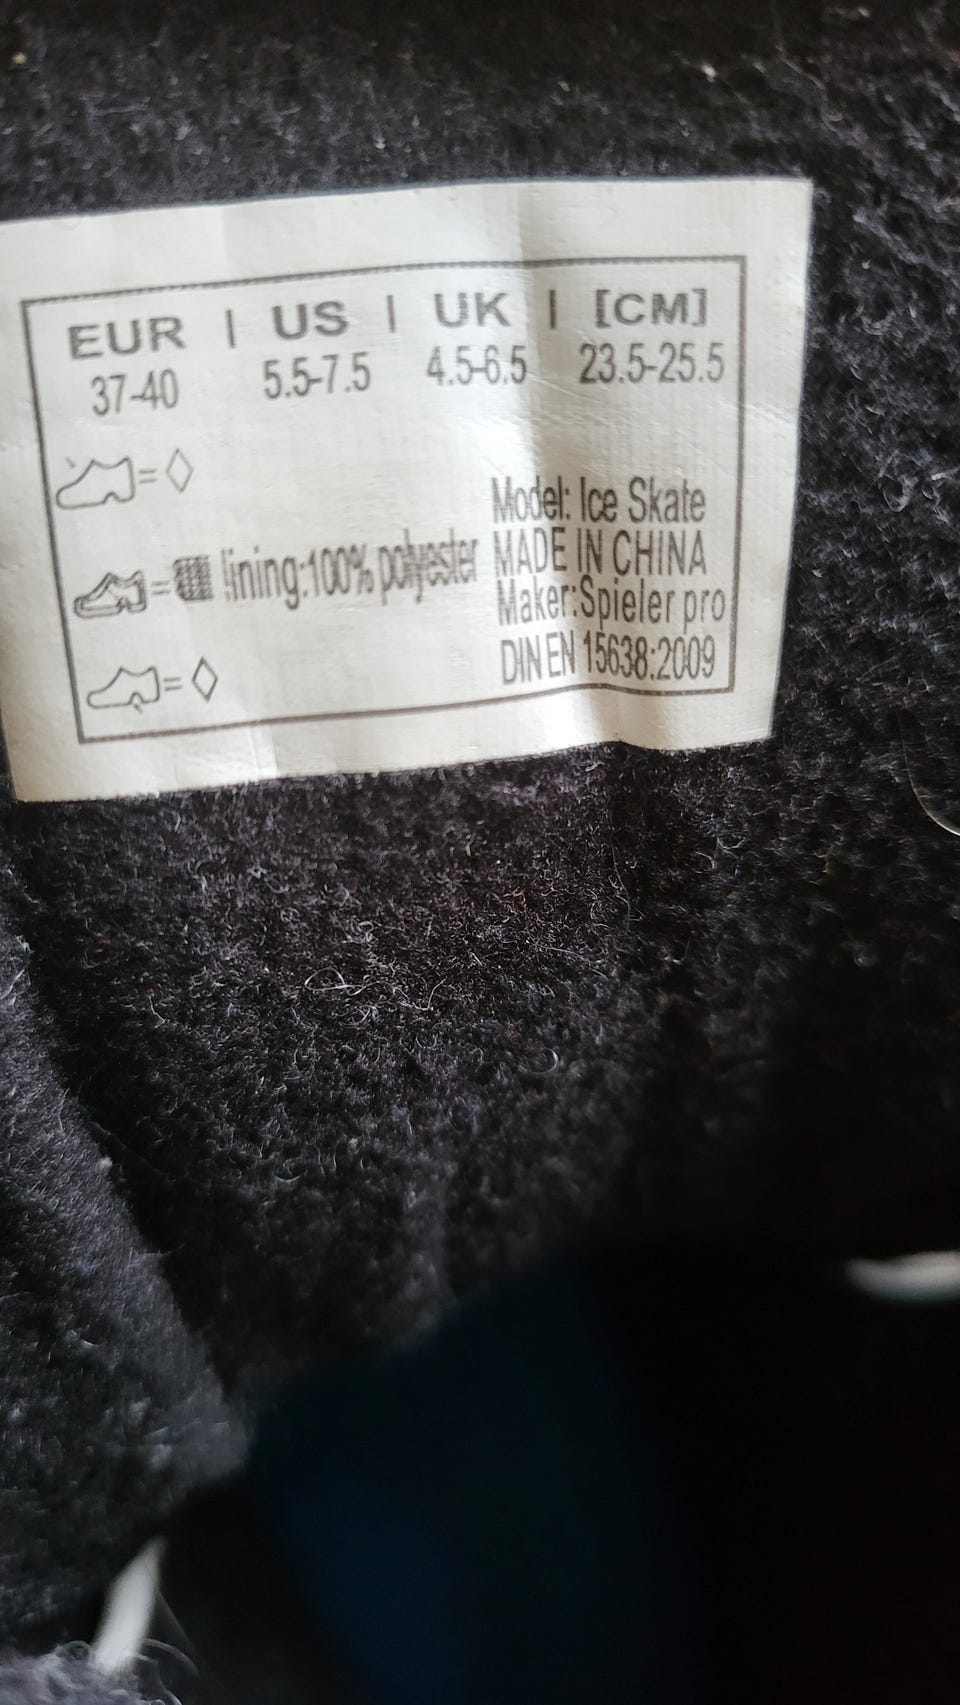 EUR | US | UK | [CM]
37-40 5.5-7.5 4.5-6.5 23.5-25.5
Model: Ice Skate
lining:100% polyester MADE IN CHINA
Maker:Spieler pro
DIN EN 15638:2009